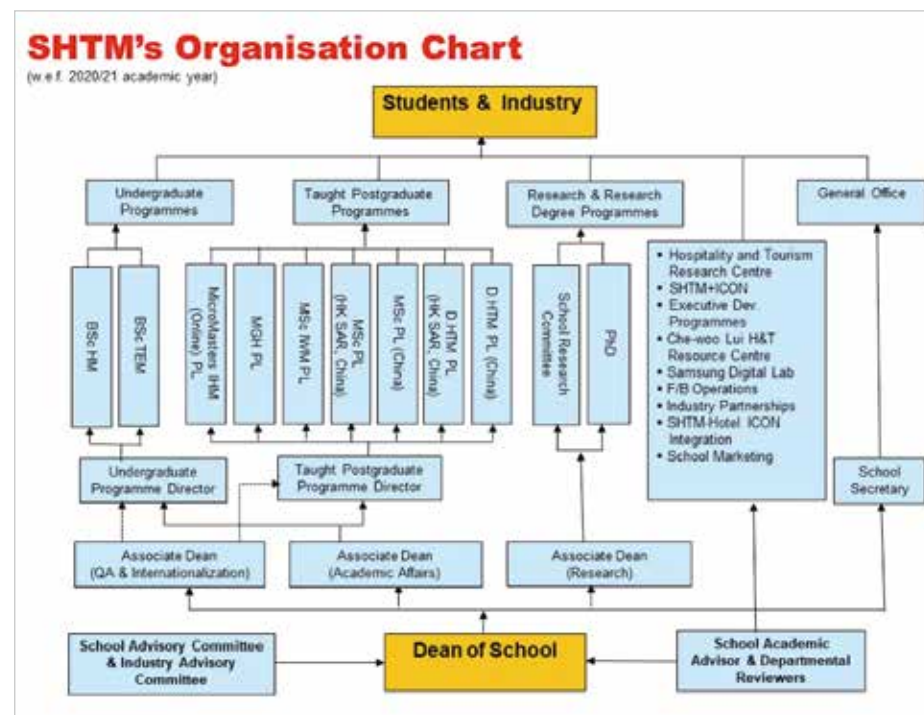 SHTM's Organisation Chart
(w.e.f. 2020/21 academic year)
Students & Industry
Undergraduate
Programmes
Taught Postgraduate
Programmes
Research & Research
Degree Programmes
General Office
BSc HM
BSc TEM
MicroMasters IHM
(Online) PL
MGH PL
MSc IWM PL
MSc PL
(HK SAR, China)
MSc PL (China)
D HTM PL
(HK SAR, China)
D HTM PL (China)
School Research
Committee
PhD
▪ Hospitality and Tourism
Research Centre
▪ SHTM+ICON
▪ Executive Dev.
Programmes
▪ Che-woo Lui H&T
Resource Centre
▪ Samsung Digital Lab
▪ F/B Operations
▪ Industry Partnerships
▪ SHTM-Hotel ICON
Integration
▪ School Marketing
Undergraduate
Programme Director
Taught Postgraduate
Programme Director
School
Secretary
Associate Dean
(QA & Internationalization)
Associate Dean
(Academic Affairs)
Associate Dean
(Research)
School Advisory Committee
& Industry Advisory
Committee
Dean of School
School Academic
Advisor & Departmental
Reviewers